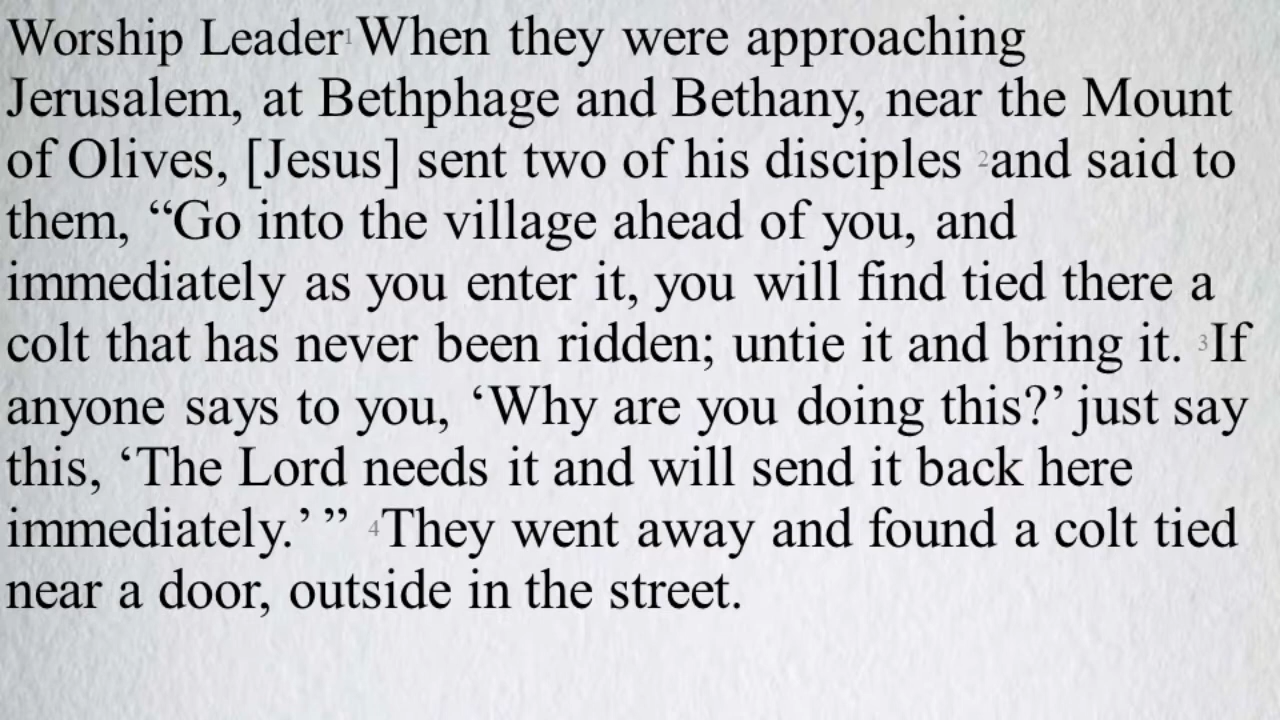 Worship Leader¹When they were approaching
Jerusalem, at Bethphage and Bethany, near the Mount
of Olives, [Jesus] sent two of his disciples ²and said to
them, “Go into the village ahead of you, and
immediately as you enter it, you will find tied there a
colt that has never been ridden; untie it and bring it. ³If
anyone says to you, ‘Why are you doing this?’ just say
this, ‘The Lord needs it and will send it back here
immediately.’ ” ⁴They went away and found a colt tied
near a door, outside in the street.